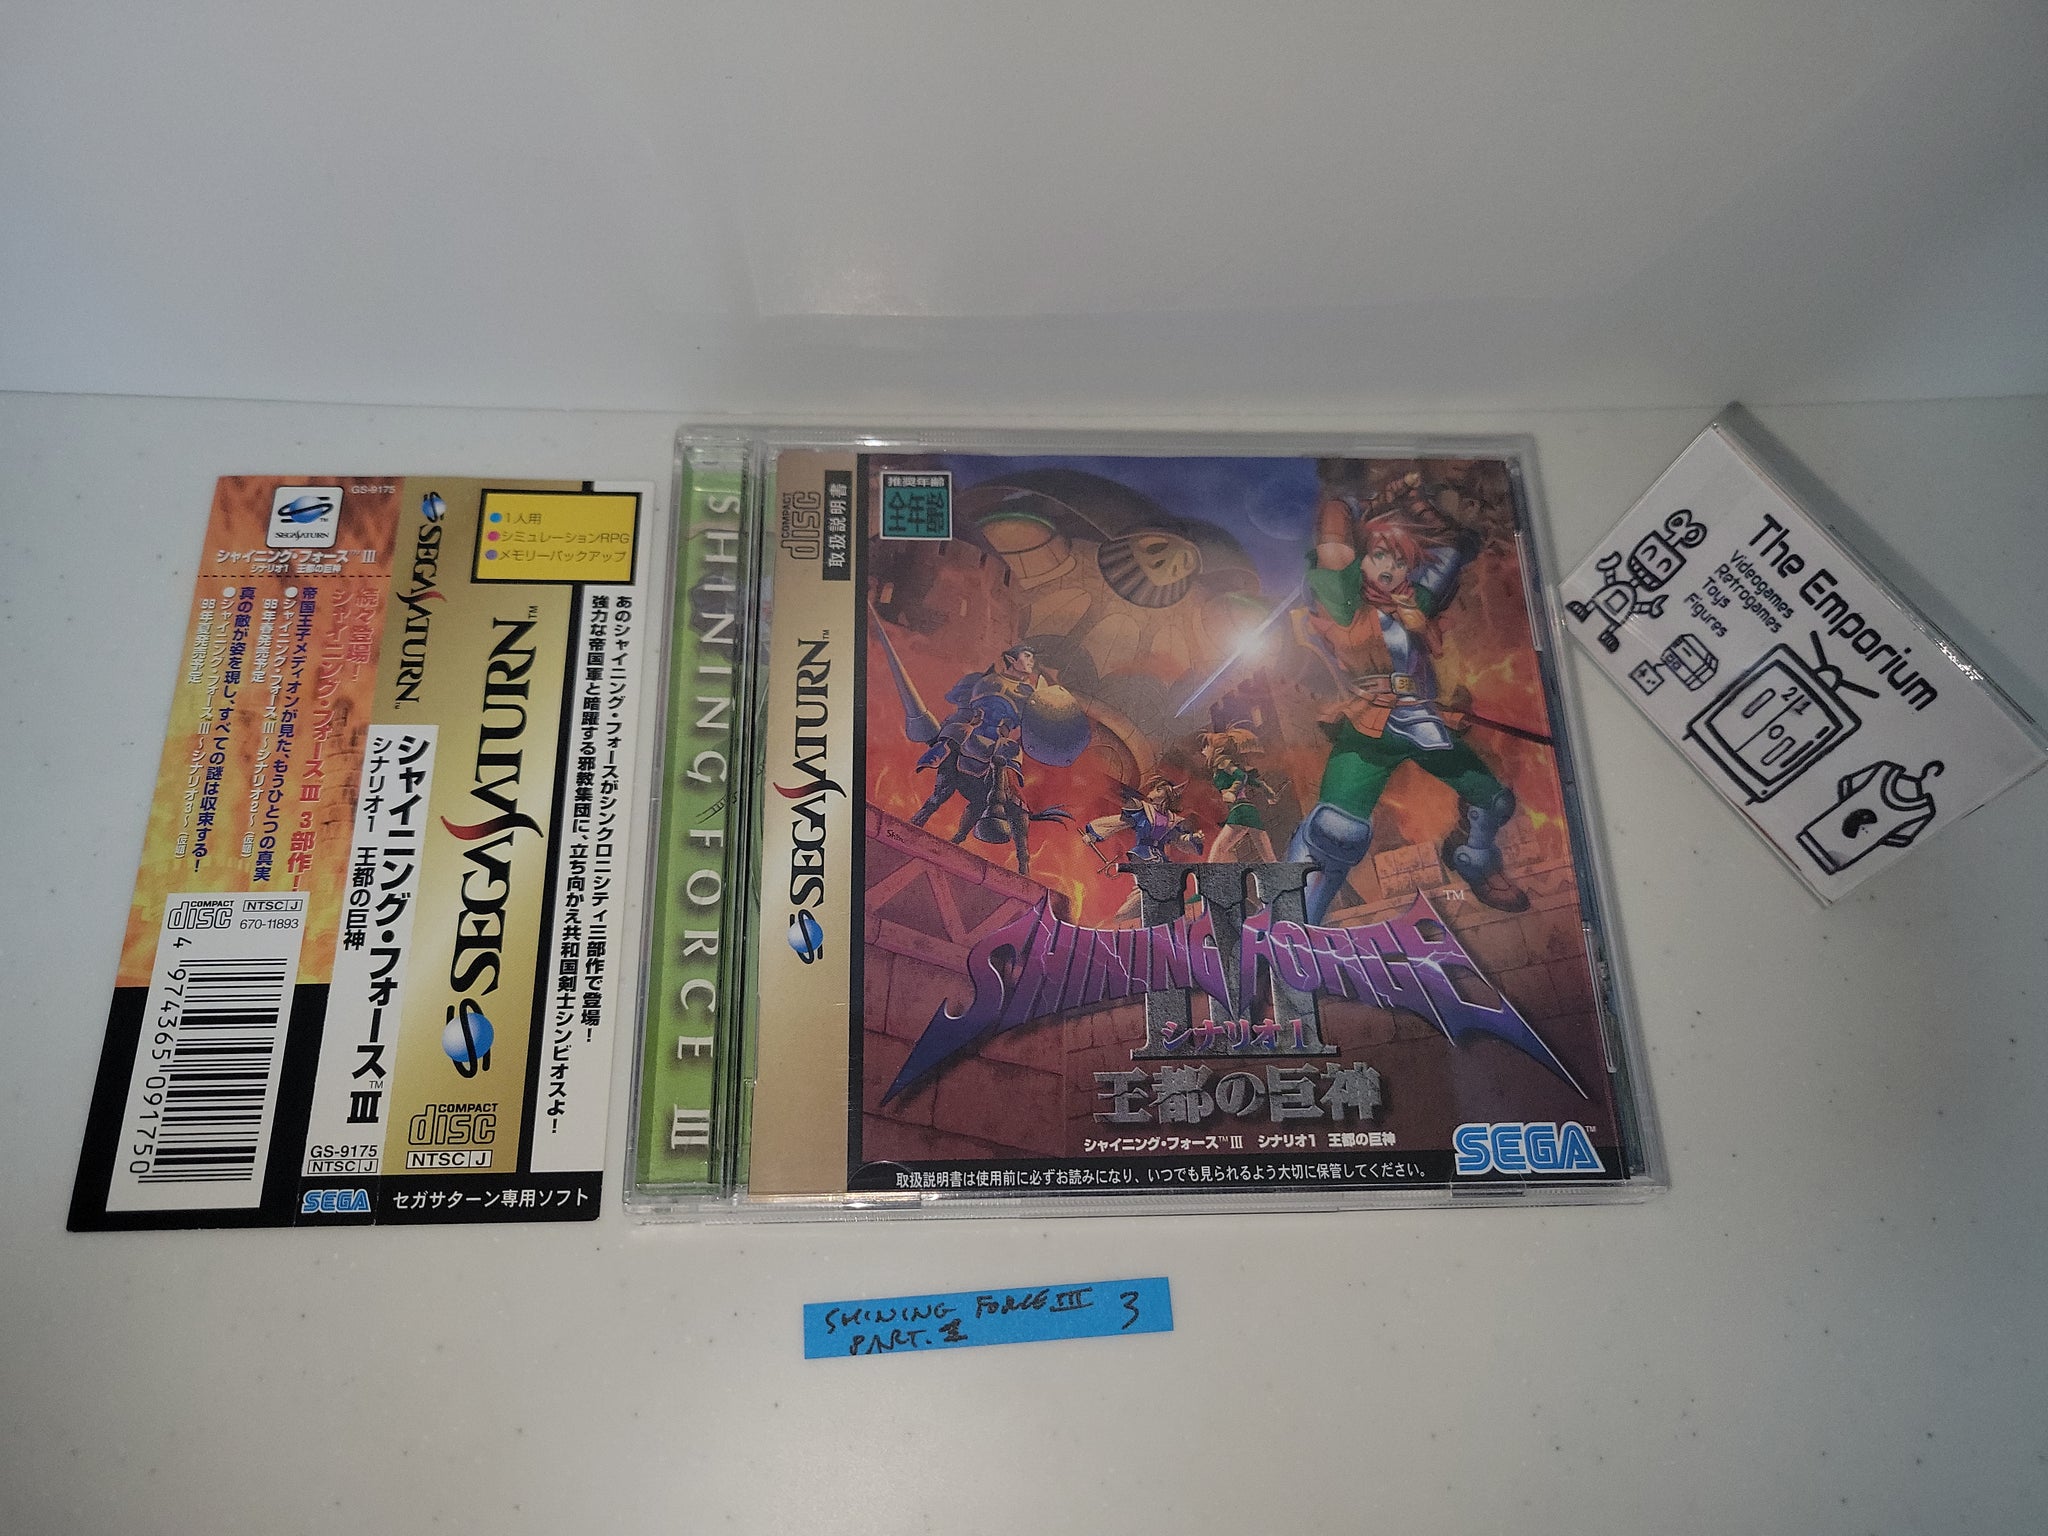 GS-9175
SEGA SATURN
シャイニング・フォース™ III
シナリオ1 王都の巨神
続々登場!
シャイニング・フォースIII 3部作!
帝国王子メディオンが見た、もうひとつの真実
●シャイニング・フォースIII〜シナリオ2〜(仮題)
'98年春発売予定
真の敵が姿を現し、すべての謎は収束する!
●シャイニング・フォースIII〜シナリオ3〜(仮題)
'98年夏発売予定
COMPACT disc
NTSC J
670-11893
4 974365 091750
SEGA SATURN™
シャイニング・フォース™ III
シナリオ1 王都の巨神
GS-9175
NTSC J
SEGA
●1人用
●シミュレーションRPG
●メモリーバックアップ
SEGA SATURN™
COMPACT disc
NTSC J
セガサターン専用ソフト
あのシャイニング・フォースがシンクロニシティ三部作で登場!
強力な帝国軍と暗躍する邪教集団に、立ち向かえ共和国剣士シンビオスよ!
SHINING FORCE III
COMPACT disc
取扱説明書
SEGA SATURN™
推奨年齢
全年齢
SHINING FORCE III™
シナリオ1
王都の巨神
シャイニング・フォース™ III シナリオ1 王都の巨神
SEGA™
取扱説明書は使用前に必ずお読みになり、いつでも見られるよう大切に保管してください。
The Emporium
Videogames
Retrogames
Toys
Figures
21
SHINING FORCE III 3
PART. 1